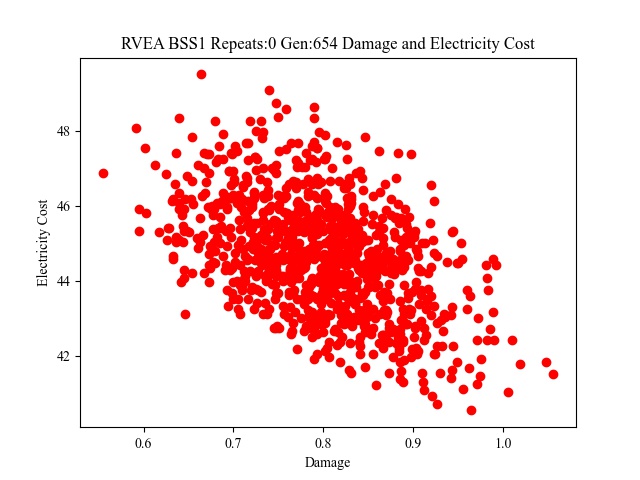 RVEA BSS1 Repeats:0 Gen:654 Damage and Electricity Cost
48
46
44
42
Electricity Cost
0.6 0.7 0.8 0.9 1.0
Damage